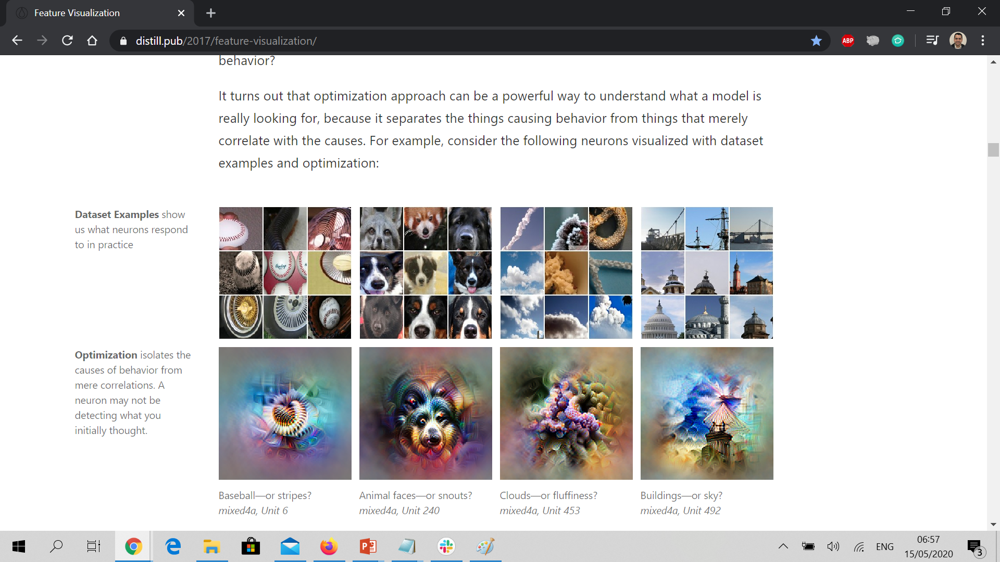 Feature Visualization
distill.pub/2017/feature-visualization/
ABP
behavior?
It turns out that optimization approach can be a powerful way to understand what a model is
really looking for, because it separates the things causing behavior from things that merely
correlate with the causes. For example, consider the following neurons visualized with dataset
examples and optimization:
Dataset Examples show
us what neurons respond
to in practice
Optimization isolates the
causes of behavior from
mere correlations. A
neuron may not be
detecting what you
initially thought.
Baseball—or stripes?
mixed4a, Unit 6
Animal faces—or snouts?
mixed4a, Unit 240
Clouds—or fluffiness?
mixed4a, Unit 453
Buildings—or sky?
mixed4a, Unit 492
ENG
06:57
15/05/2020
3